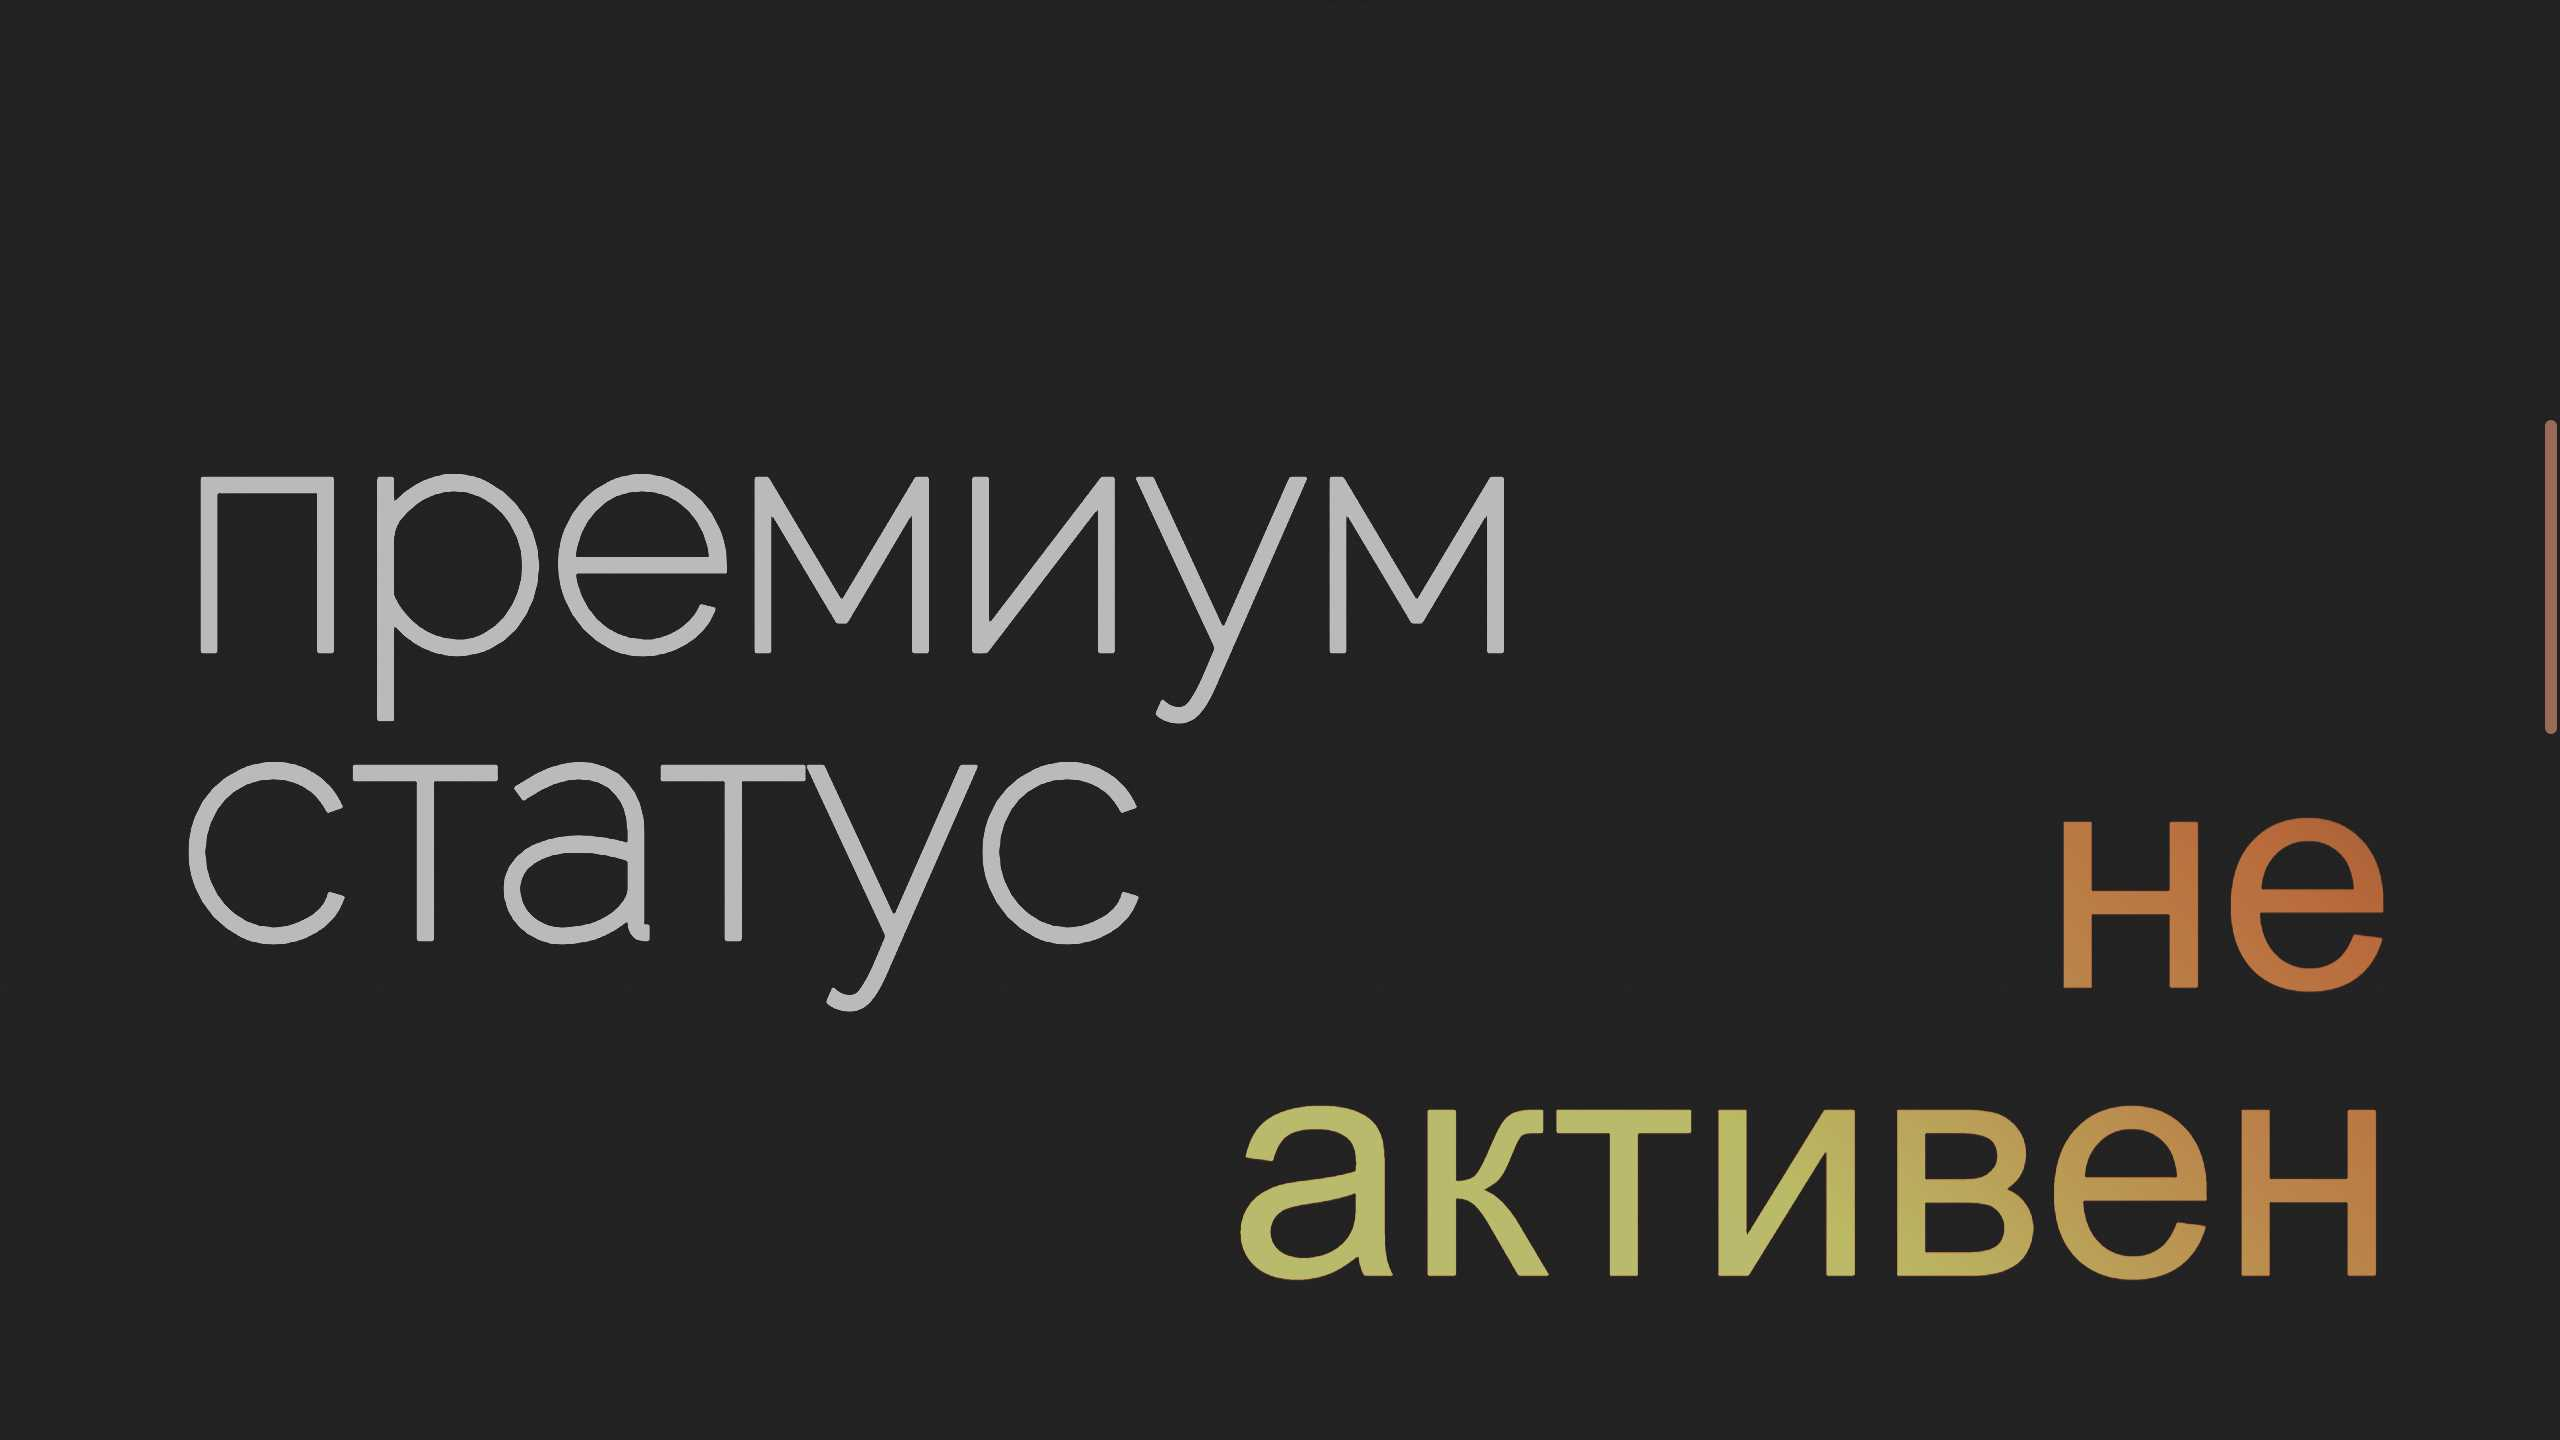 премиум
статус
не
активен